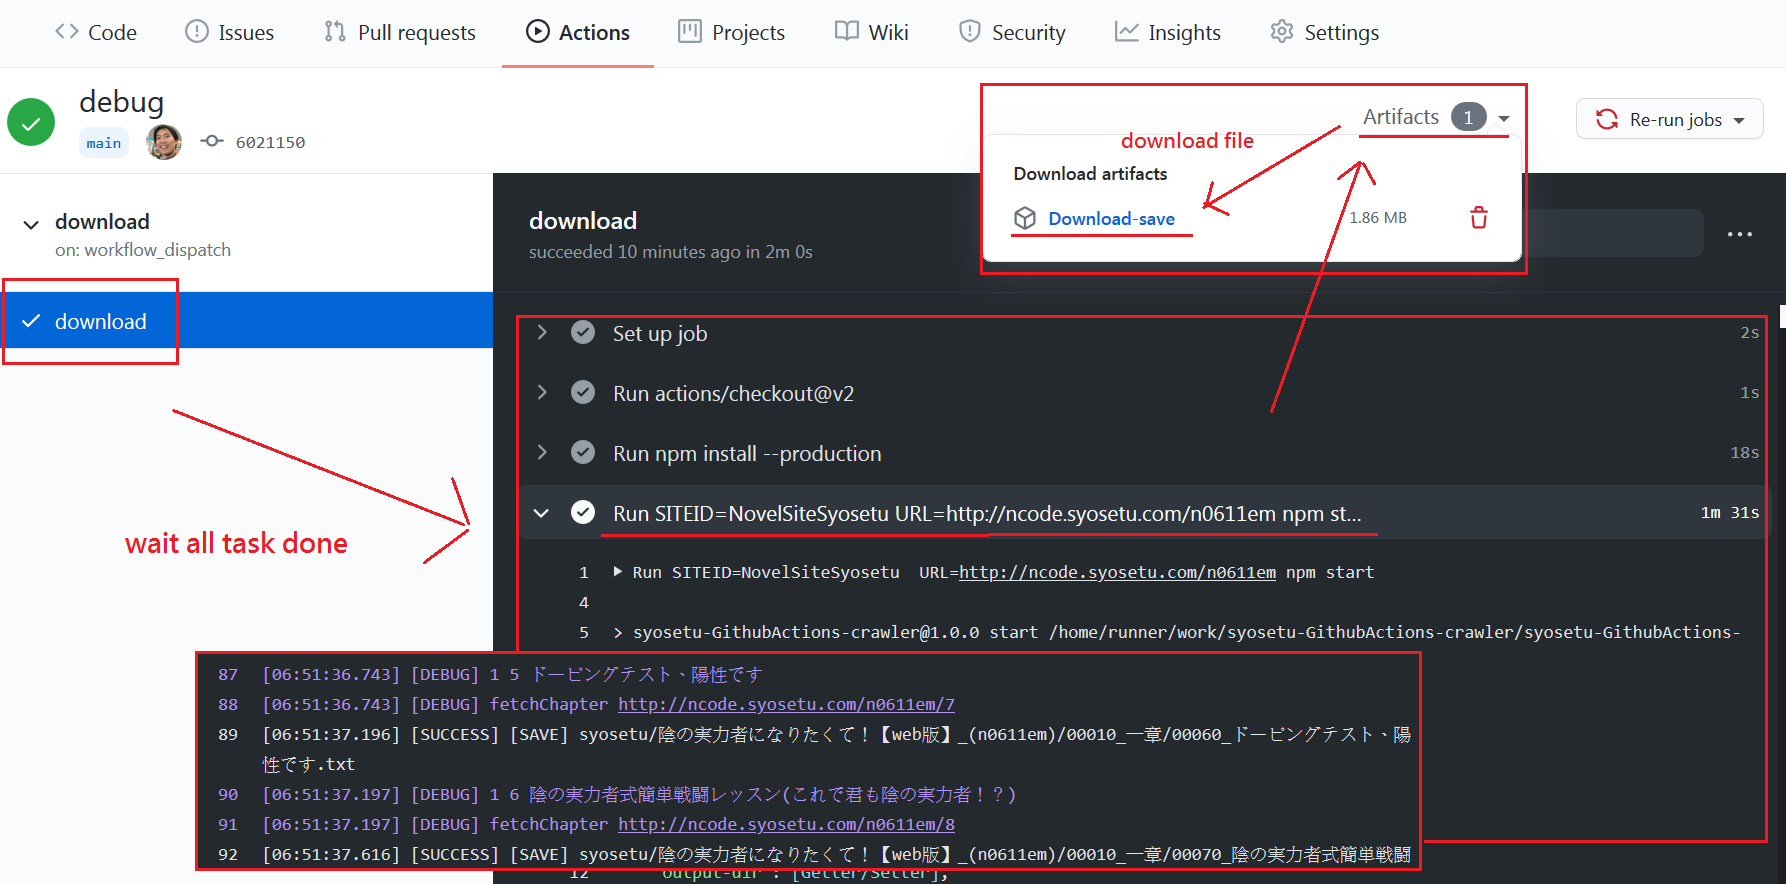 Code Issues Pull requests Actions Projects Wiki Security Insights Settings
debug
main 6021150
Artifacts 1
Re-run jobs
download file
Download artifacts
Download-save 1.86 MB
download
on: workflow_dispatch
download
wait all task done
download
succeeded 10 minutes ago in 2m 0s
Set up job 2s
Run actions/checkout@v2 1s
Run npm install --production 18s
Run SITEID=NovelSiteSyosetu URL=http://ncode.syosetu.com/n0611em npm st... 1m 31s
1 Run SITEID=NovelSiteSyosetu URL=http://ncode.syosetu.com/n0611em npm start
4
5 > syosetu-GithubActions-crawler@1.0.0 start /home/runner/work/syosetu-GithubActions-crawler/syosetu-GithubActions-
87 [06:51:36.743] [DEBUG] 1 5 ドーピングテスト、陽性です
88 [06:51:36.743] [DEBUG] fetchChapter http://ncode.syosetu.com/n0611em/7
89 [06:51:37.196] [SUCCESS] [SAVE] syosetu/陰の実力者になりたくて！【web版】_(n0611em)/00010_一章/00060_ドーピングテスト、陽
性です.txt
90 [06:51:37.197] [DEBUG] 1 6 陰の実力者式簡単戦闘レッスン(これで君も陰の実力者！？)
91 [06:51:37.197] [DEBUG] fetchChapter http://ncode.syosetu.com/n0611em/8
92 [06:51:37.616] [SUCCESS] [SAVE] syosetu/陰の実力者になりたくて！【web版】_(n0611em)/00010_一章/00070_陰の実力者式簡単戦闘
12 output-dir : [Getter/Setter],